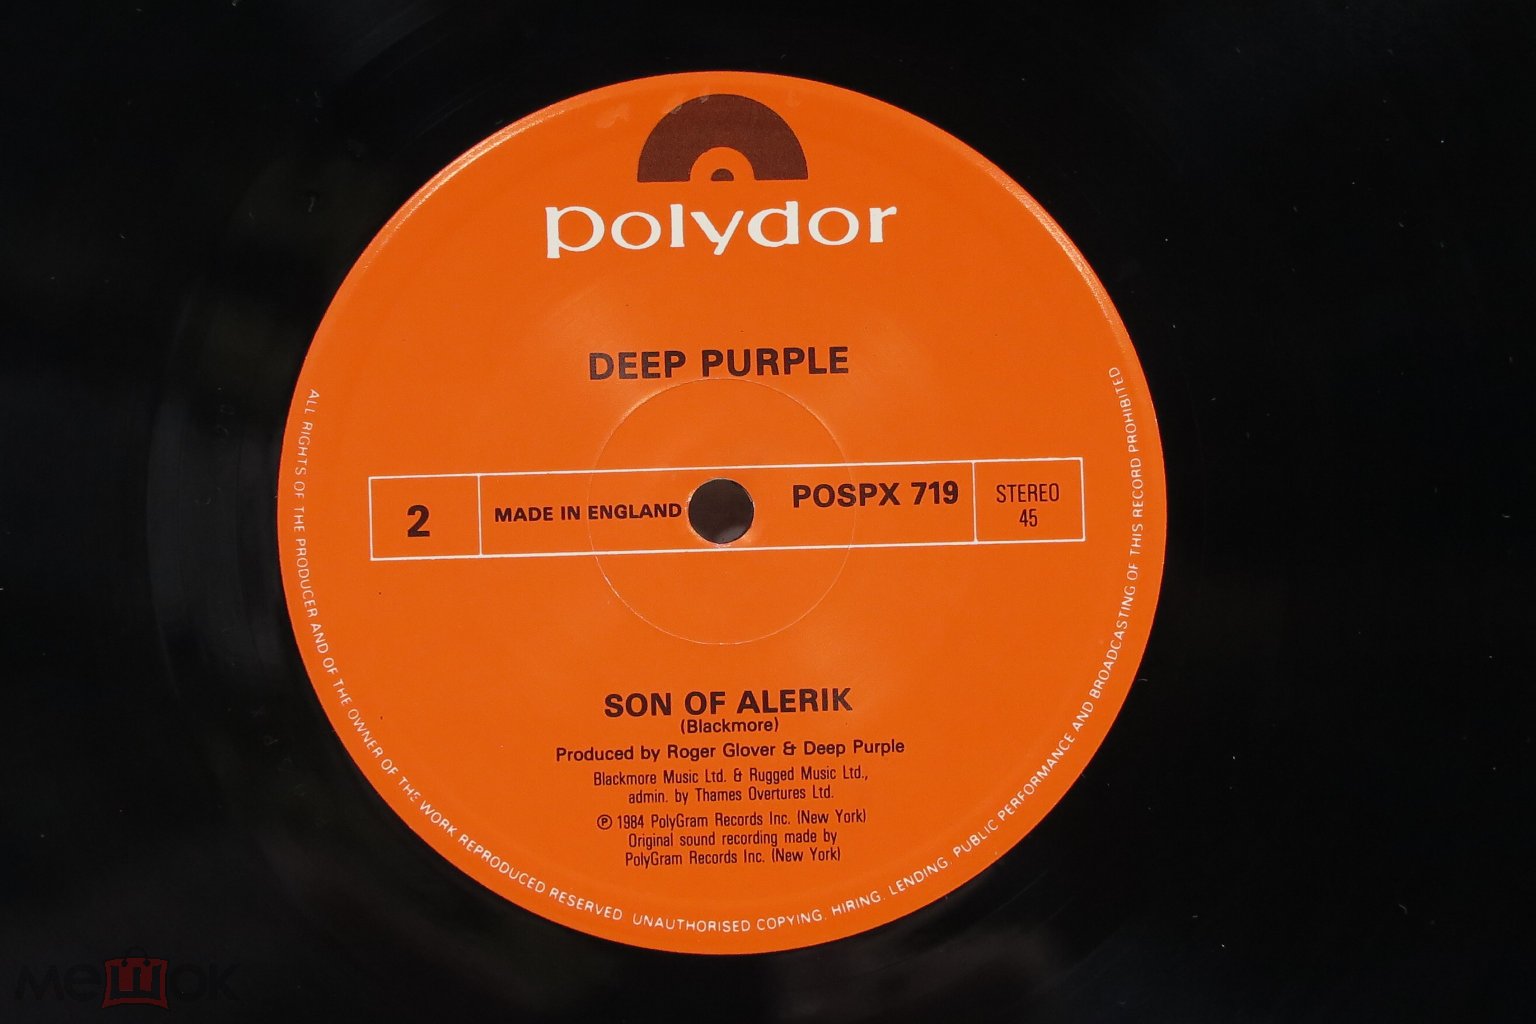 polydor
DEEP PURPLE
2
MADE IN ENGLAND
POSPX 719
STEREO
45
SON OF ALERIK
(Blackmore)
Produced by Roger Glover & Deep Purple
Blackmore Music Ltd. & Rugged Music Ltd.,
admin. by Thames Overtures Ltd.
℗ 1984 PolyGram Records Inc. (New York)
Original sound recording made by
PolyGram Records Inc. (New York)
ALL RIGHTS OF THE PRODUCER AND OF THE OWNER OF THE WORK REPRODUCED RESERVED. UNAUTHORISED COPYING, HIRING, LENDING, PUBLIC PERFORMANCE AND BROADCASTING OF THIS RECORD PROHIBITED
мешок